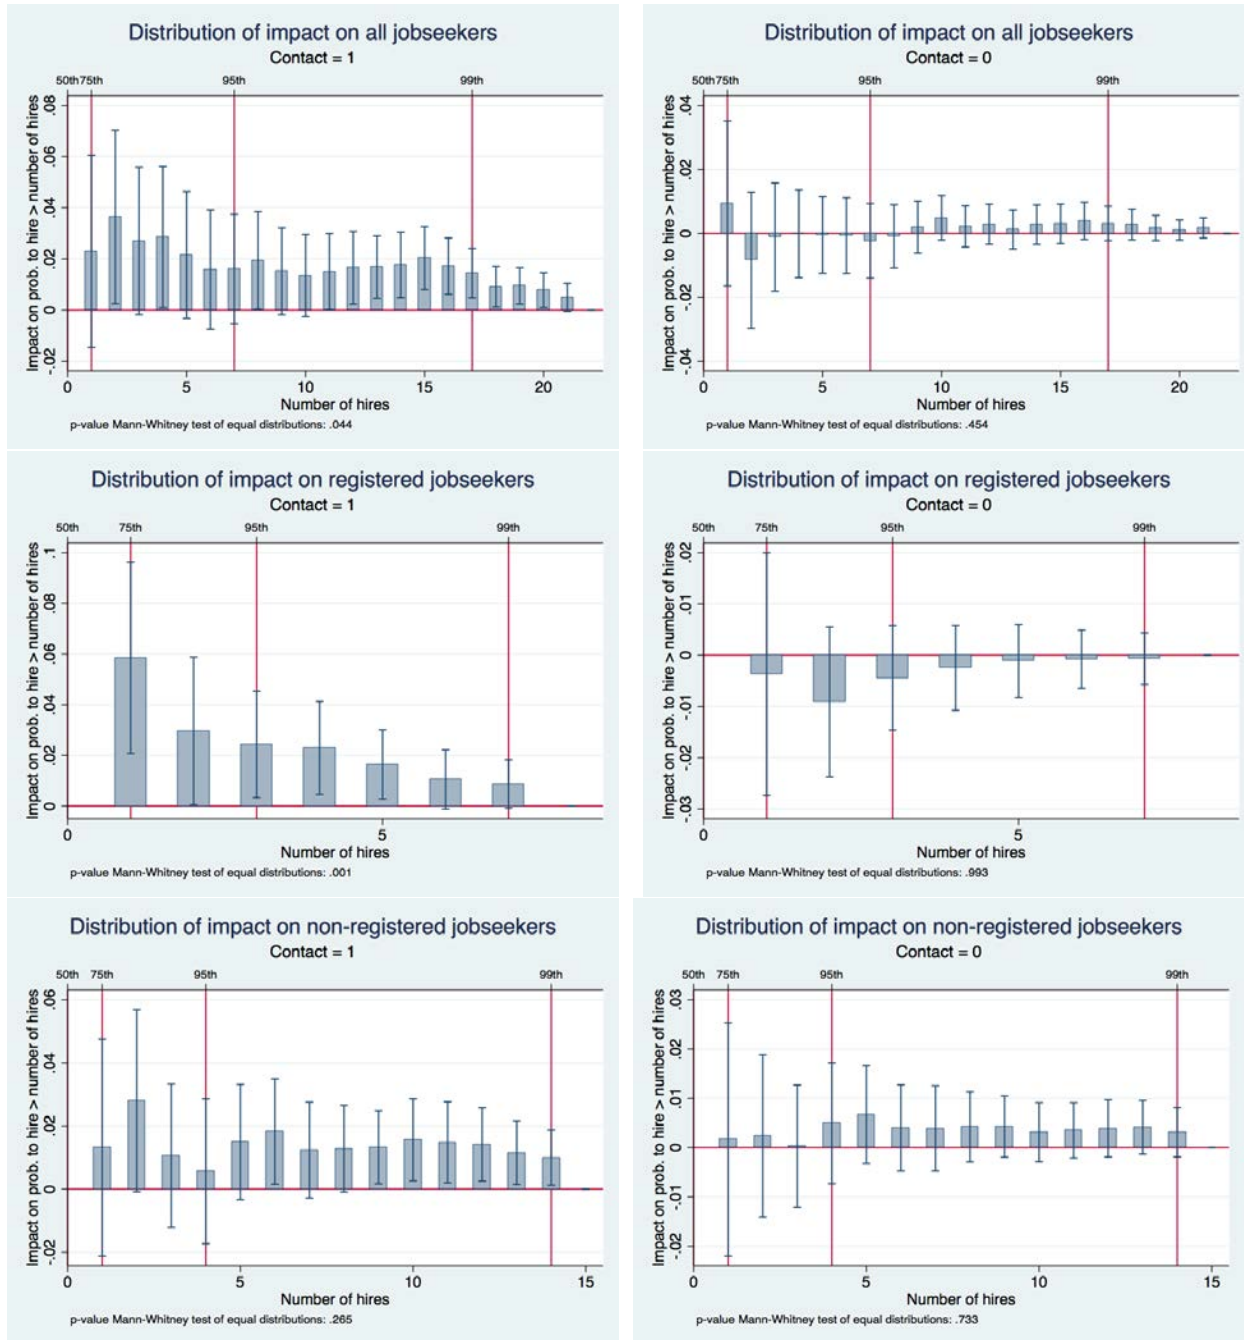 Distribution of impact on all jobseekers
Contact = 1
50th 75th 95th 99th
Impact on prob. to hire > number of hires
.08
.06
.04
.02
0
-.02
0 5 10 15 20
Number of hires
p-value Mann-Whitney test of equal distributions: .044
Distribution of impact on all jobseekers
Contact = 0
50th 75th 95th 99th
Impact on prob. to hire > number of hires
.04
.02
0
-.02
-.04
0 5 10 15 20
Number of hires
p-value Mann-Whitney test of equal distributions: .454
Distribution of impact on registered jobseekers
Contact = 1
50th 75th 95th 99th
Impact on prob. to hire > number of hires
.1
.08
.06
.04
.02
0
0 5
Number of hires
p-value Mann-Whitney test of equal distributions: .001
Distribution of impact on registered jobseekers
Contact = 0
50th 75th 95th 99th
Impact on prob. to hire > number of hires
.02
.01
0
-.01
-.02
-.03
0 5
Number of hires
p-value Mann-Whitney test of equal distributions: .993
Distribution of impact on non-registered jobseekers
Contact = 1
50th 75th 95th 99th
Impact on prob. to hire > number of hires
.06
.04
.02
0
-.02
0 5 10 15
Number of hires
p-value Mann-Whitney test of equal distributions: .265
Distribution of impact on non-registered jobseekers
Contact = 0
50th 75th 95th 99th
Impact on prob. to hire > number of hires
.03
.02
.01
0
-.01
-.02
0 5 10 15
Number of hires
p-value Mann-Whitney test of equal distributions: .733